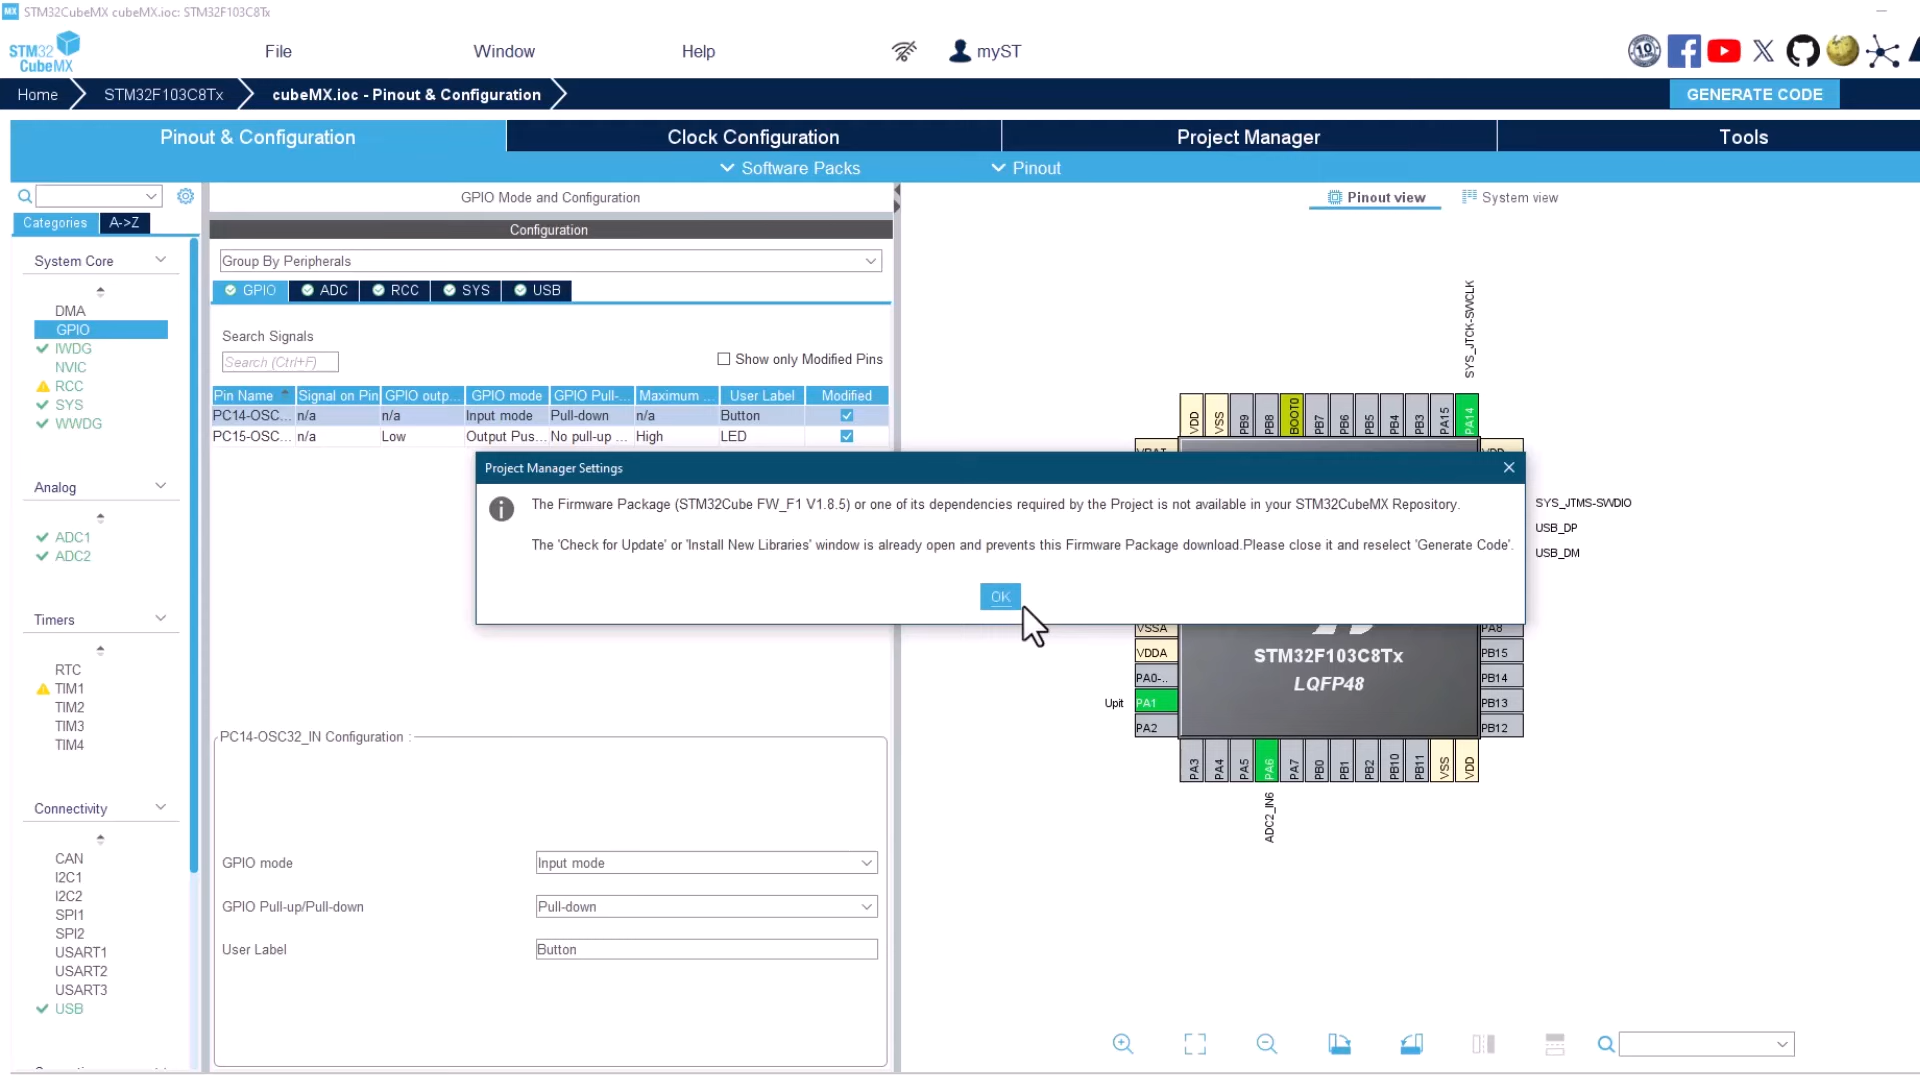 STM32CubeMX cubeMX.ioc: STM32F103C8Tx
STM32
CubeMX
File
Window
Help
myST
Home
STM32F103C8Tx
cubeMX.ioc - Pinout & Configuration
GENERATE CODE
Pinout & Configuration
Clock Configuration
Project Manager
Tools
Software Packs
Pinout
GPIO Mode and Configuration
Pinout view
System view
Categories
A->Z
Configuration
Group By Peripherals
GPIO
ADC
RCC
SYS
USB
Search Signals
Search (Ctrl+F)
Show only Modified Pins
Pin Name
Signal on Pin
GPIO outp...
GPIO mode
GPIO Pull-...
Maximum ...
User Label
Modified
PC14-OSC... n/a n/a Input mode Pull-down n/a Button
PC15-OSC... n/a Low Output Pus... No pull-up ... High LED
System Core
DMA
GPIO
IWDG
NVIC
RCC
SYS
WWDG
Analog
ADC1
ADC2
Timers
RTC
TIM1
TIM2
TIM3
TIM4
Connectivity
CAN
I2C1
I2C2
SPI1
SPI2
USART1
USART2
USART3
USB
Project Manager Settings
The Firmware Package (STM32Cube FW_F1 V1.8.5) or one of its dependencies required by the Project is not available in your STM32CubeMX Repository.
The 'Check for Update' or 'Install New Libraries' window is already open and prevents this Firmware Package download.Please close it and reselect 'Generate Code'.
OK
PC14-OSC32_IN Configuration :
GPIO mode
Input mode
GPIO Pull-up/Pull-down
Pull-down
User Label
Button
SYS_JTCK-SWCLK
VDD
VSS
PB9
PB8
BOOT0
PB7
PB6
PB5
PB4
PB3
PA15
PA14
SYS_JTMS-SWDIO
USB_DP
USB_DM
VSSA
VDDA
PA0-..
Upit
PA1
PA2
STM32F103C8Tx
LQFP48
PA8
PB15
PB14
PB13
PB12
PA3
PA4
PA5
PA6
PA7
PB0
PB1
PB2
PB10
PB11
VSS
VDD
ADC2_IN6